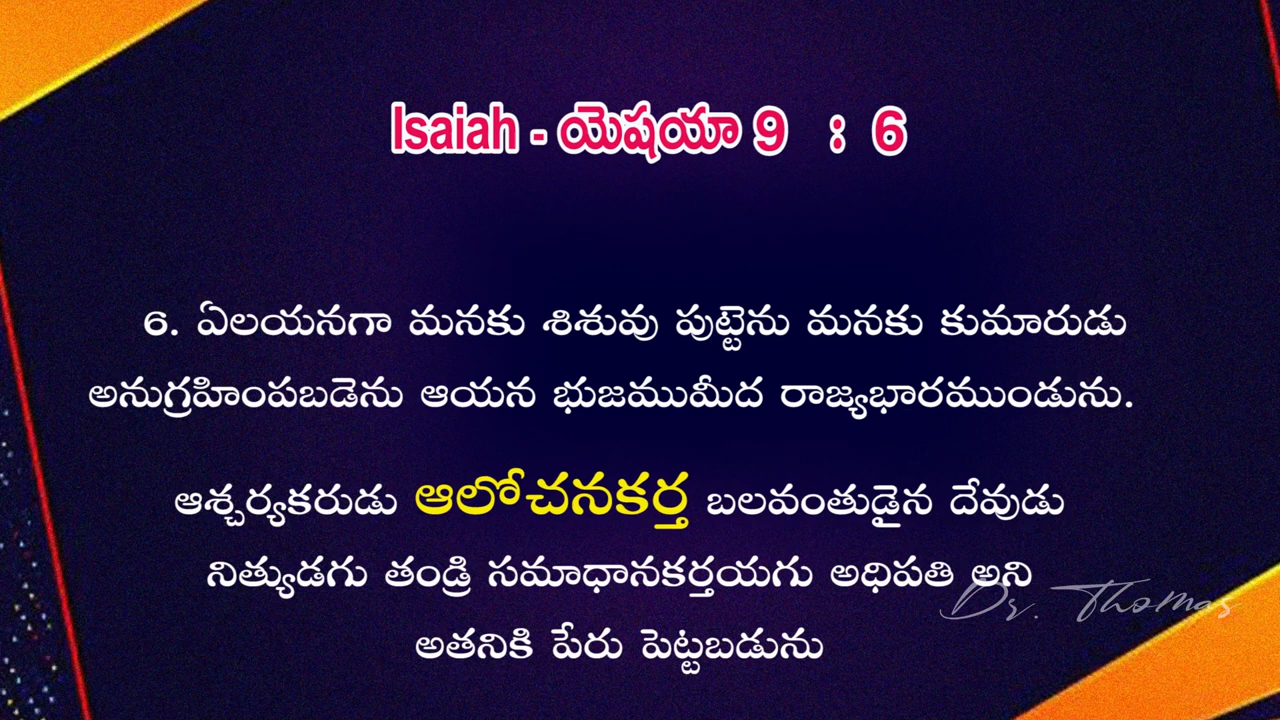 Isaiah - యెషయా 9 : 6
6. ఏలయనగా మనకు శిశువు పుట్టెను మనకు కుమారుడు
అనుగ్రహింపబడెను ఆయన భుజముమీద రాజ్యభారముండును.
ఆశ్చర్యకరుడు ఆలోచనకర్త బలవంతుడైన దేవుడు
నిత్యుడగు తండ్రి సమాధానకర్తయగు అధిపతి అని
Dr. Thomas
అతనికి పేరు పెట్టబడును